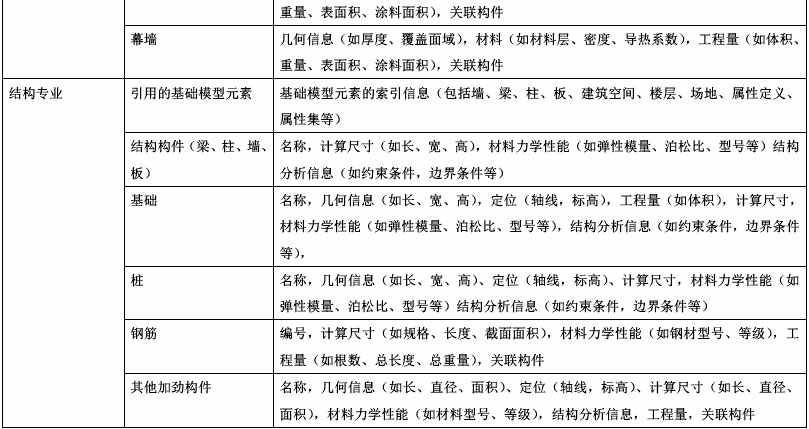 重量、表面积、涂料面积），关联构件
幕墙
几何信息（如厚度、覆盖面域），材料（如材料层、密度、导热系数），工程量（如体积、
重量、表面积、涂料面积），关联构件
结构专业
引用的基础模型元素
基础模型元素的索引信息（包括墙、梁、柱、板、建筑空间、楼层、场地、属性定义、
属性集等）
结构构件（梁、柱、墙、
板）
名称，计算尺寸（如长、宽、高），材料力学性能（如弹性模量、泊松比、型号等）结构
分析信息（如约束条件，边界条件等）
基础
名称，几何信息（如长、宽、高），定位（轴线，标高），工程量（如体积），计算尺寸，
材料力学性能（如弹性模量、泊松比、型号等），结构分析信息（如约束条件，边界条件
等），
桩
名称，几何信息（如长、宽、高）、定位（轴线，标高）、计算尺寸，材料力学性能（如
弹性模量、泊松比、型号等）结构分析信息（如约束条件，边界条件等）
钢筋
编号，计算尺寸（如规格、长度、截面面积），材料力学性能（如钢材型号、等级），工
程量（如根数、总长度、总重量），关联构件
其他加劲构件
名称，几何信息（如长、直径、面积）、定位（轴线，标高）、计算尺寸（如长、直径、
面积），材料力学性能（如材料型号、等级），结构分析信息，工程量，关联构件